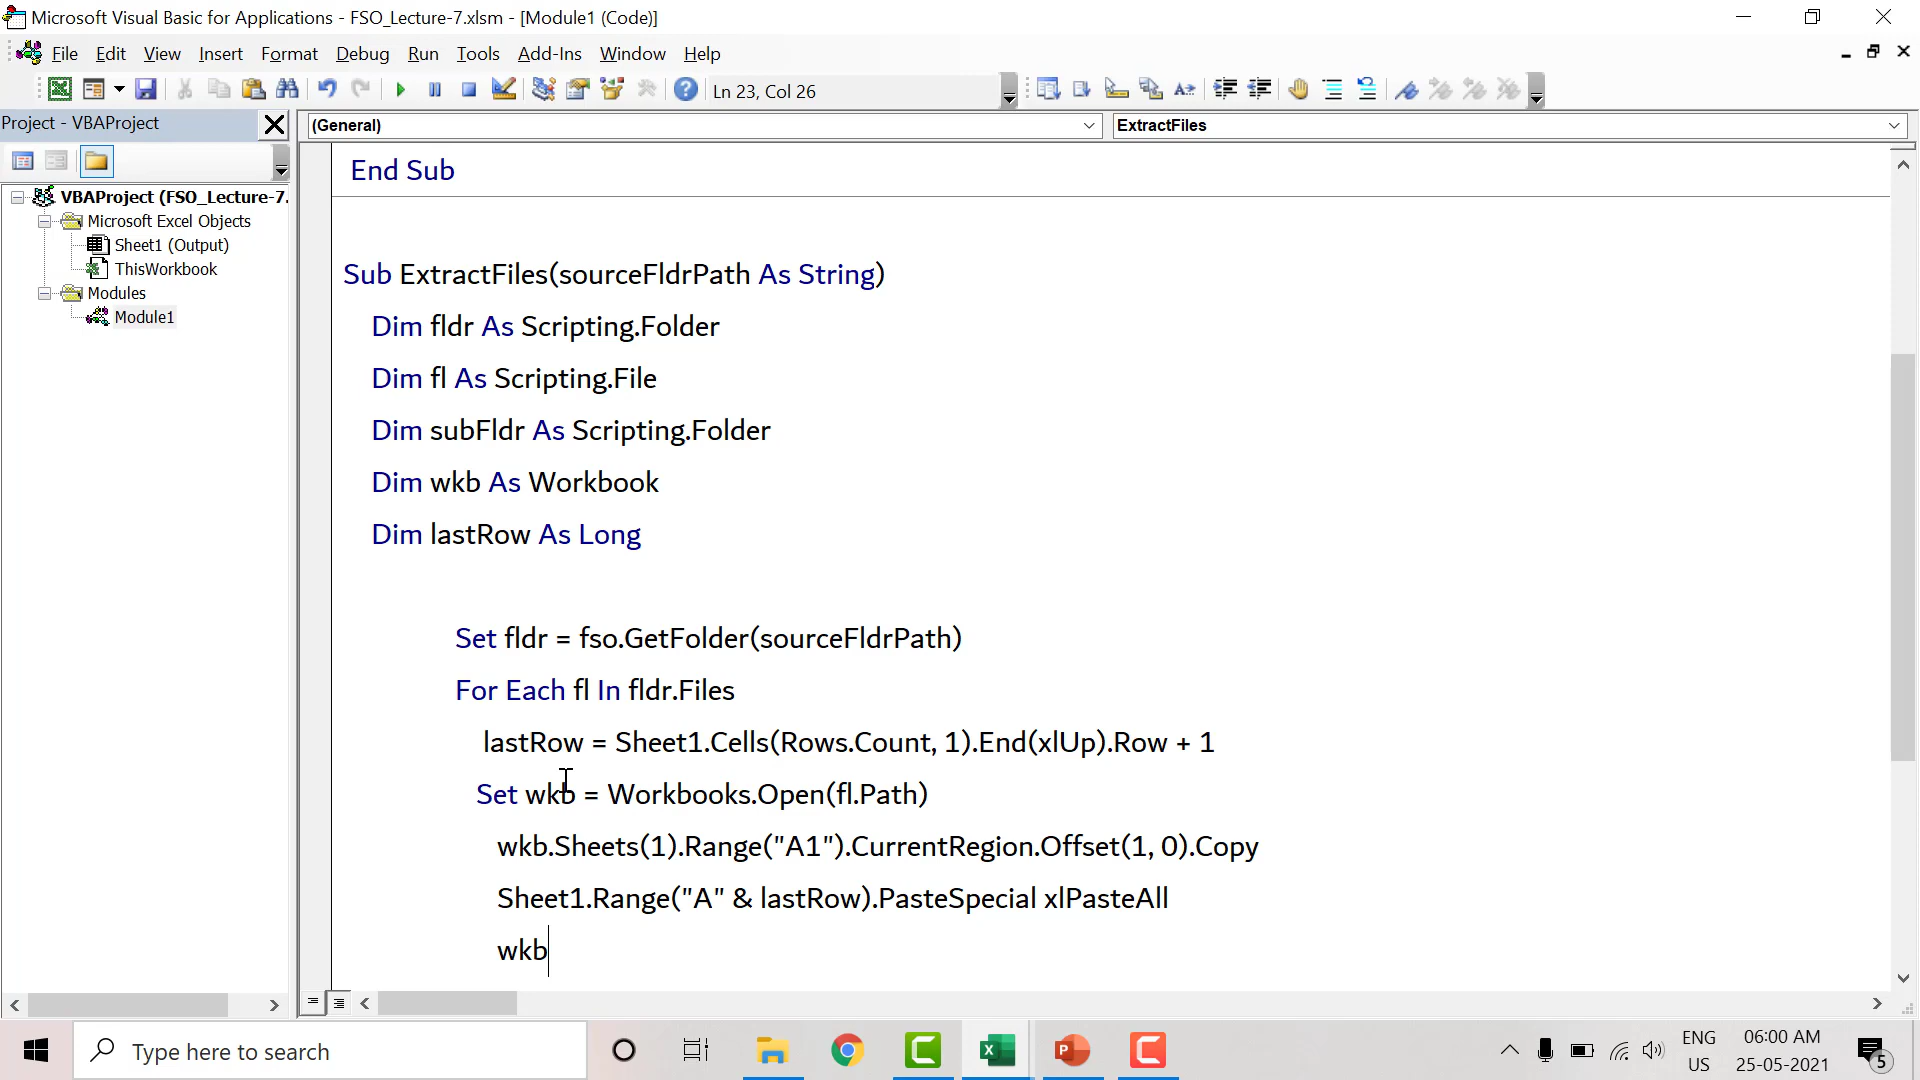 Microsoft Visual Basic for Applications - FSO_Lecture-7.xlsm - [Module1 (Code)]
File Edit View Insert Format Debug Run Tools Add-Ins Window Help
Ln 23, Col 26
Project - VBAProject
(General)
ExtractFiles
VBAProject (FSO_Lecture-7.
Microsoft Excel Objects
Sheet1 (Output)
ThisWorkbook
Modules
Module1
End Sub
Sub ExtractFiles(sourceFldrPath As String)
Dim fldr As Scripting.Folder
Dim fl As Scripting.File
Dim subFldr As Scripting.Folder
Dim wkb As Workbook
Dim lastRow As Long
Set fldr = fso.GetFolder(sourceFldrPath)
For Each fl In fldr.Files
lastRow = Sheet1.Cells(Rows.Count, 1).End(xlUp).Row + 1
Set wkb = Workbooks.Open(fl.Path)
wkb.Sheets(1).Range("A1").CurrentRegion.Offset(1, 0).Copy
Sheet1.Range("A" & lastRow).PasteSpecial xlPasteAll
wkb
Type here to search
ENG
US
06:00 AM
25-05-2021
5